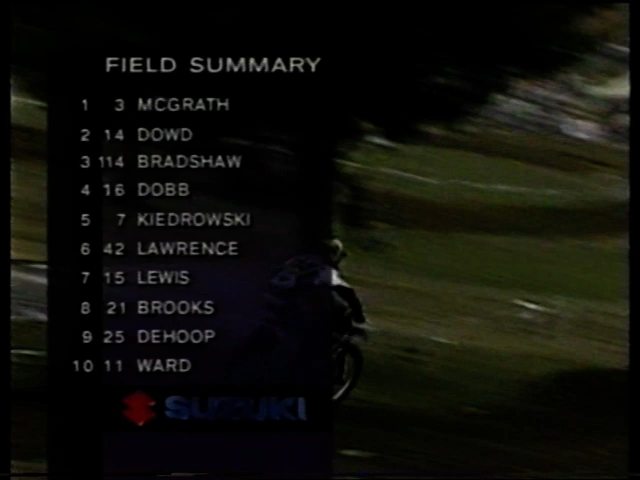 FIELD SUMMARY
1 3 MCGRATH
2 14 DOWD
3 114 BRADSHAW
4 16 DOBB
5 7 KIEDROWSKI
6 42 LAWRENCE
7 15 LEWIS
8 21 BROOKS
9 25 DEHOOP
10 11 WARD
SUZUKI